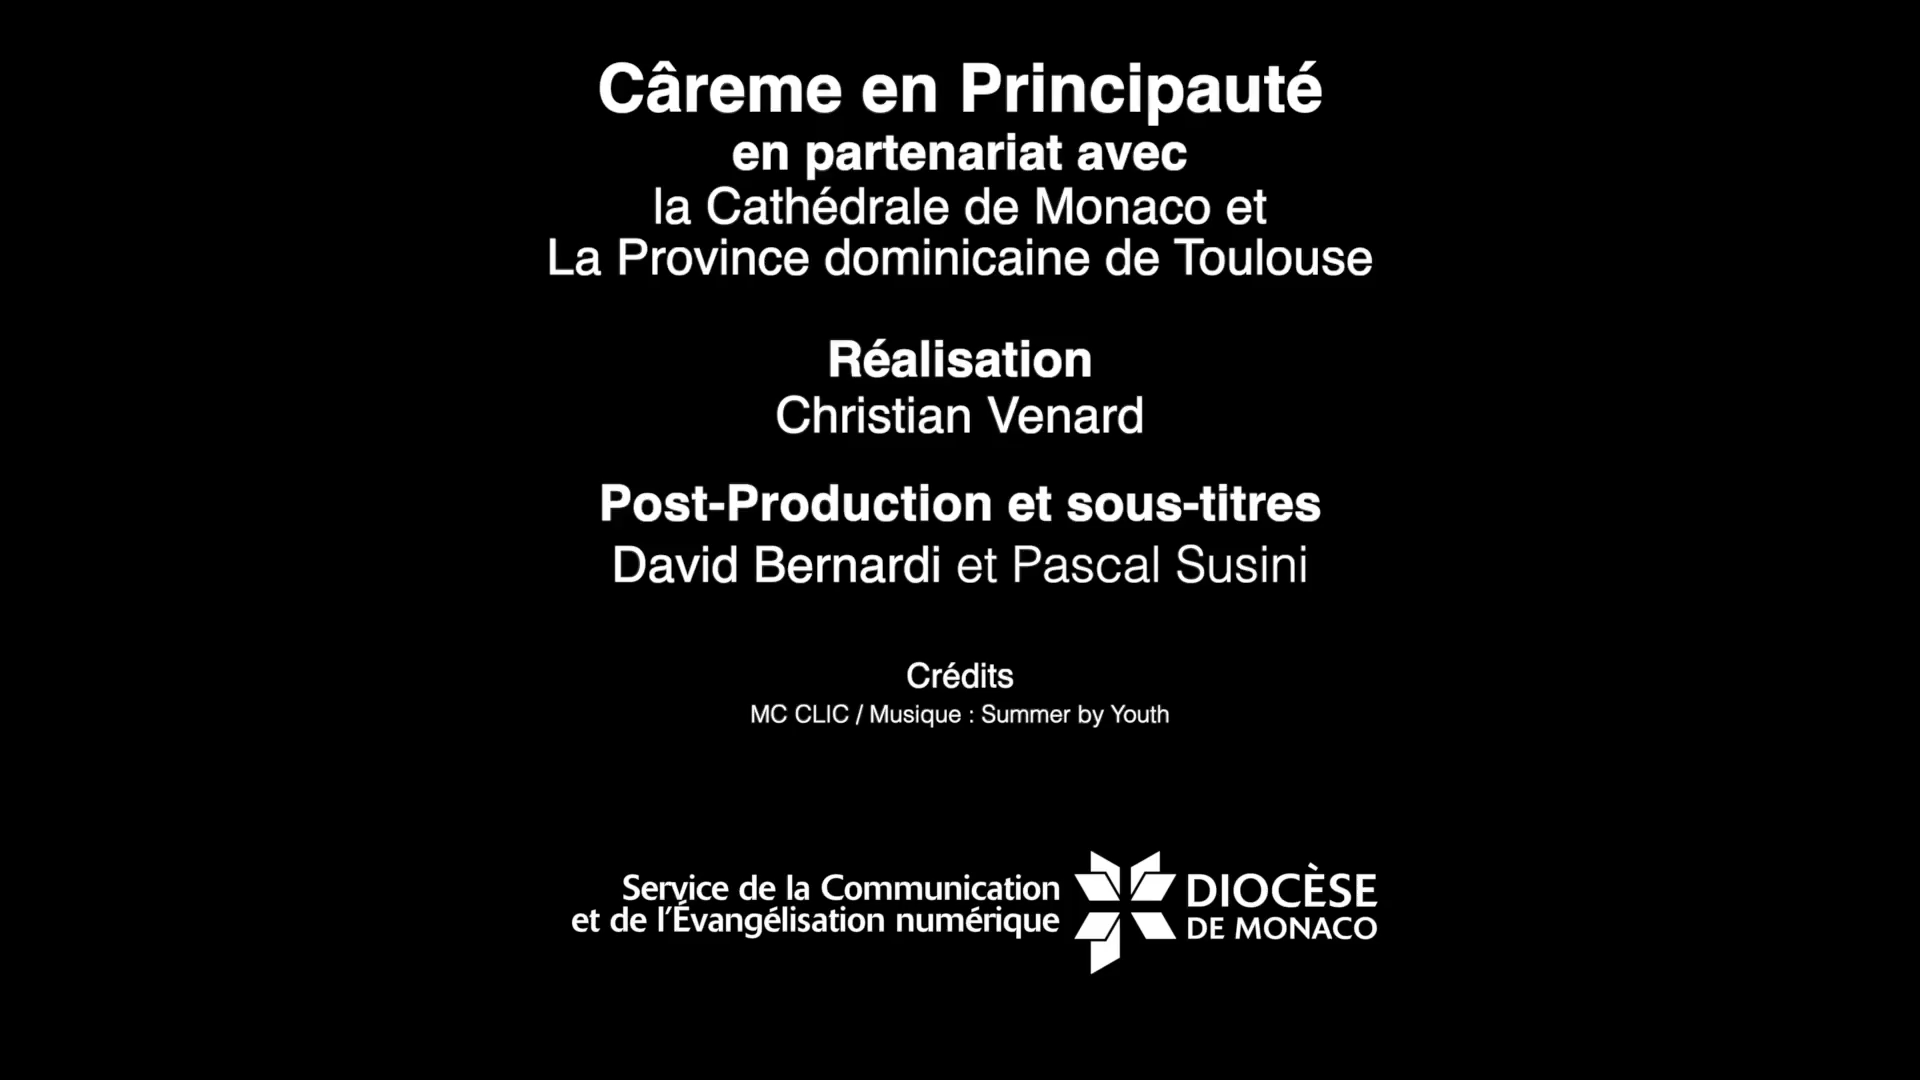 Câreme en Principauté
en partenariat avec
la Cathédrale de Monaco et
La Province dominicaine de Toulouse
Réalisation
Christian Venard
Post-Production et sous-titres
David Bernardi et Pascal Susini
Crédits
MC CLIC / Musique : Summer by Youth
Service de la Communication
et de l'Évangélisation numérique
DIOCÈSE
DE MONACO